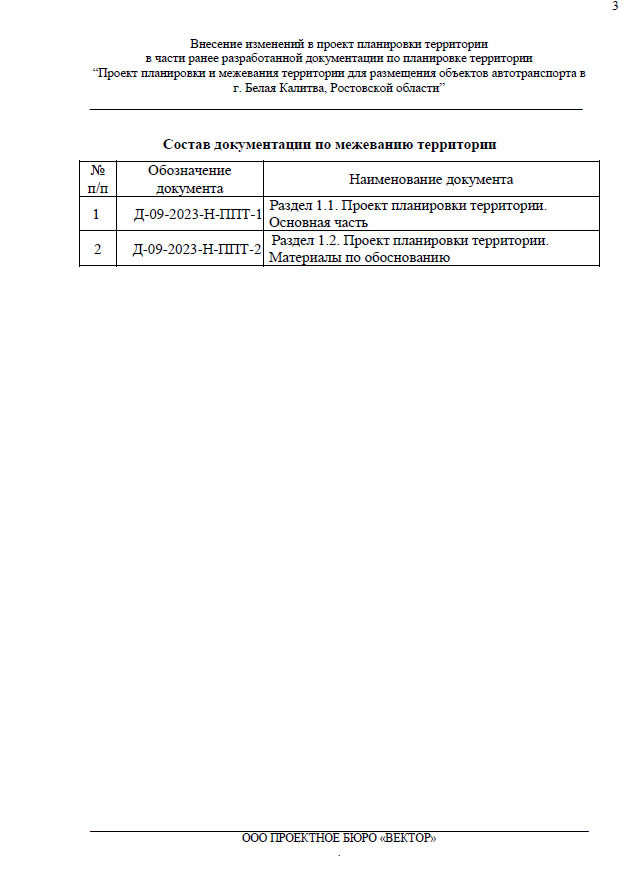 3
Внесение изменений в проект планировки территории
в части ранее разработанной документации по планировке территории
“Проект планировки и межевания территории для размещения объектов автотранспорта в
г. Белая Калитва, Ростовской области”
Состав документации по межеванию территории
№ п/п
Обозначение документа
Наименование документа
1
Д-09-2023-Н-ППТ-1
Раздел 1.1. Проект планировки территории.
Основная часть
2
Д-09-2023-Н-ППТ-2
Раздел 1.2. Проект планировки территории.
Материалы по обоснованию
ООО ПРОЕКТНОЕ БЮРО «ВЕКТОР»
.